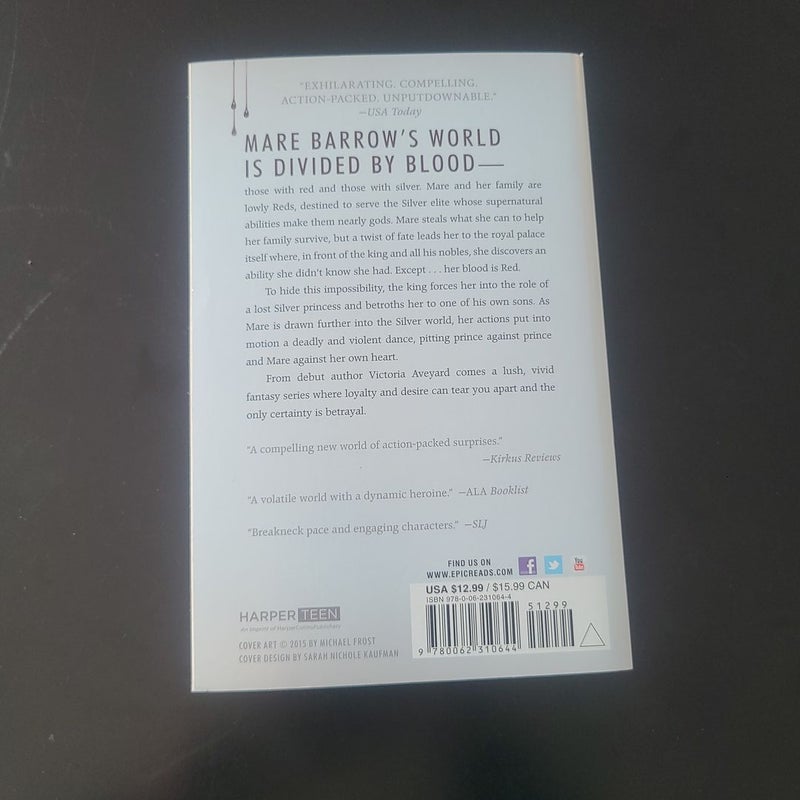 "EXHILARATING. COMPELLING.
ACTION-PACKED. UNPUTDOWNABLE."
—USA Today
MARE BARROW'S WORLD
IS DIVIDED BY BLOOD—
those with red and those with silver. Mare and her family are
lowly Reds, destined to serve the Silver elite whose supernatural
abilities make them nearly gods. Mare steals what she can to help
her family survive, but a twist of fate leads her to the royal palace
itself where, in front of the king and all his nobles, she discovers an
ability she didn't know she had. Except . . . her blood is Red.
To hide this impossibility, the king forces her into the role of
a lost Silver princess and betroths her to one of his own sons. As
Mare is drawn further into the Silver world, her actions put into
motion a deadly and violent dance, pitting prince against prince
and Mare against her own heart.
From debut author Victoria Aveyard comes a lush, vivid
fantasy series where loyalty and desire can tear you apart and the
only certainty is betrayal.
"A compelling new world of action-packed surprises."
—Kirkus Reviews
"A volatile world with a dynamic heroine." —ALA Booklist
"Breakneck pace and engaging characters." —SLJ
FIND US ON
WWW.EPICREADS.COM
f
You
Tube
USA $12.99 / $15.99 CAN
ISBN 978-0-06-231064-4
51299
9 780062 310644
HARPER TEEN
An Imprint of HarperCollinsPublishers
COVER ART © 2015 BY MICHAEL FROST
COVER DESIGN BY SARAH NICHOLE KAUFMAN